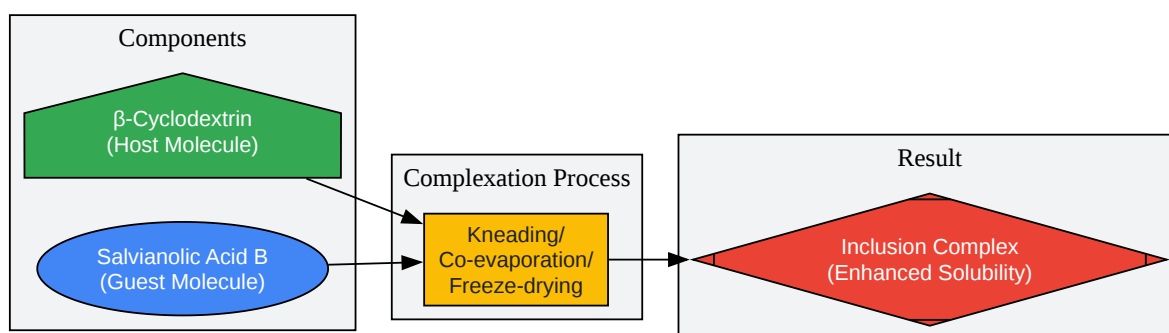 Components
β-Cyclodextrin
(Host Molecule)
Salvianolic Acid B
(Guest Molecule)
Complexation Process
Kneading/
Co-evaporation/
Freeze-drying
Result
Inclusion Complex
(Enhanced Solubility)